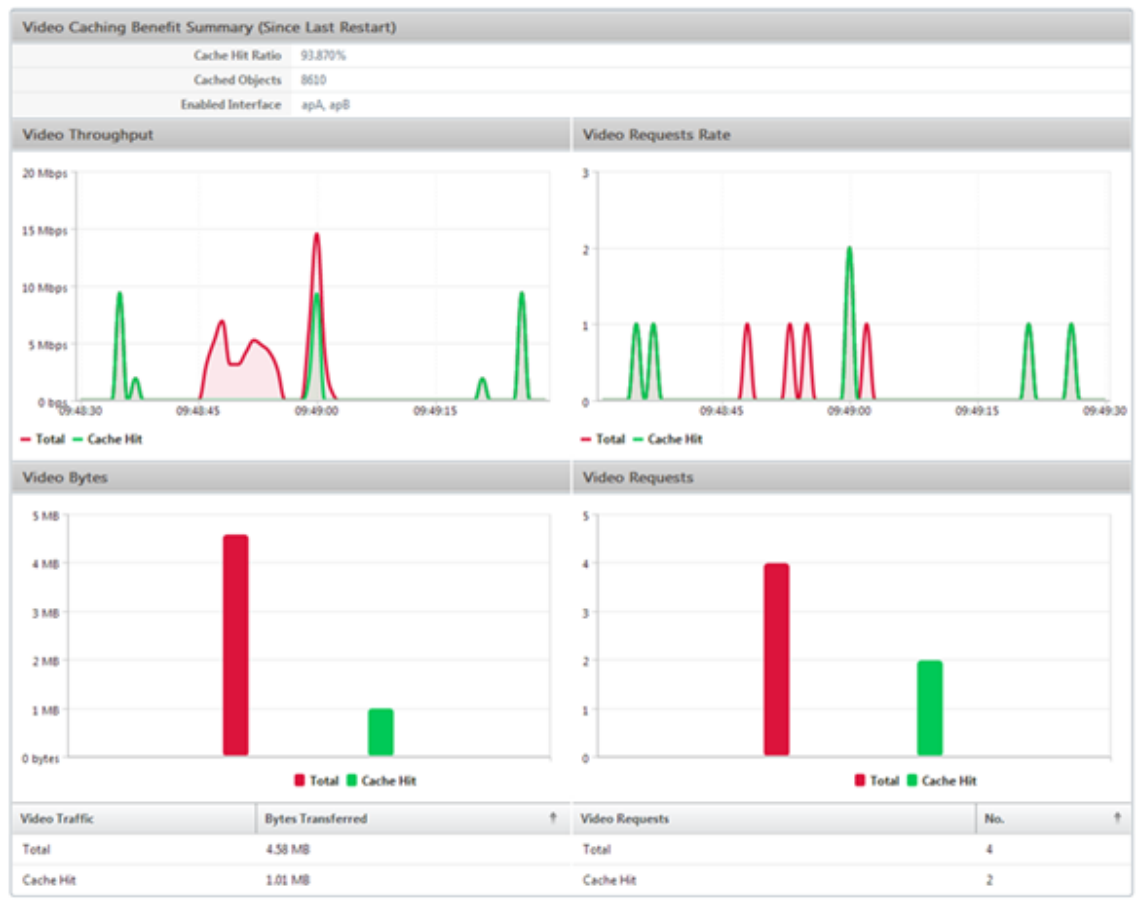 Video Caching Benefit Summary (Since Last Restart)
Cache Hit Ratio 93.870%
Cached Objects 8610
Enabled Interface apA, apB
Video Throughput
20 Mbps
15 Mbps
10 Mbps
5 Mbps
0 bps
09:48:30 09:48:45 09:49:00 09:49:15
Total Cache Hit
Video Requests Rate
3
2
1
0
09:48:45 09:49:00 09:49:15 09:49:30
Total Cache Hit
Video Bytes
5 MB
4 MB
3 MB
2 MB
1 MB
0 bytes
Total Cache Hit
Video Requests
5
4
3
2
1
0
Total Cache Hit
Video Traffic Bytes Transferred
Total 4.58 MB
Cache Hit 1.01 MB
Video Requests No.
Total 4
Cache Hit 2